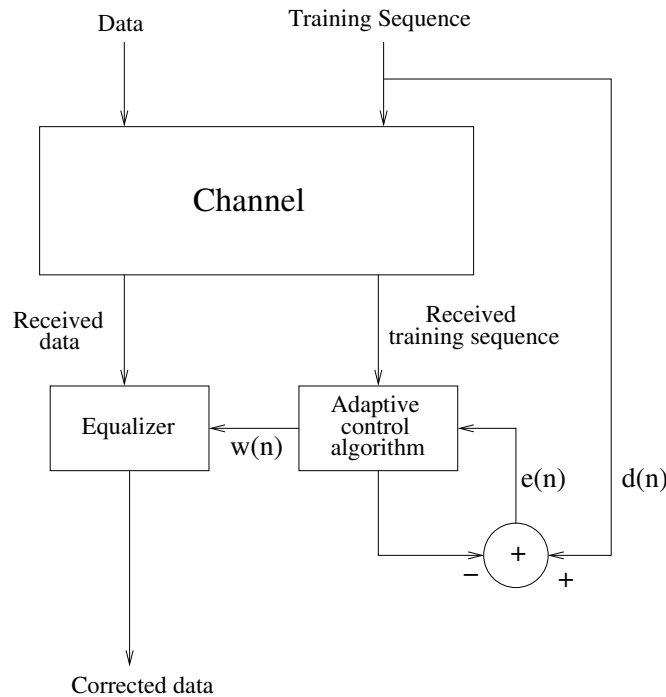 Data
Training Sequence
Channel
Received
data
Received
training sequence
Equalizer
w(n)
Adaptive
control
algorithm
e(n)
d(n)
+
−
+
Corrected data